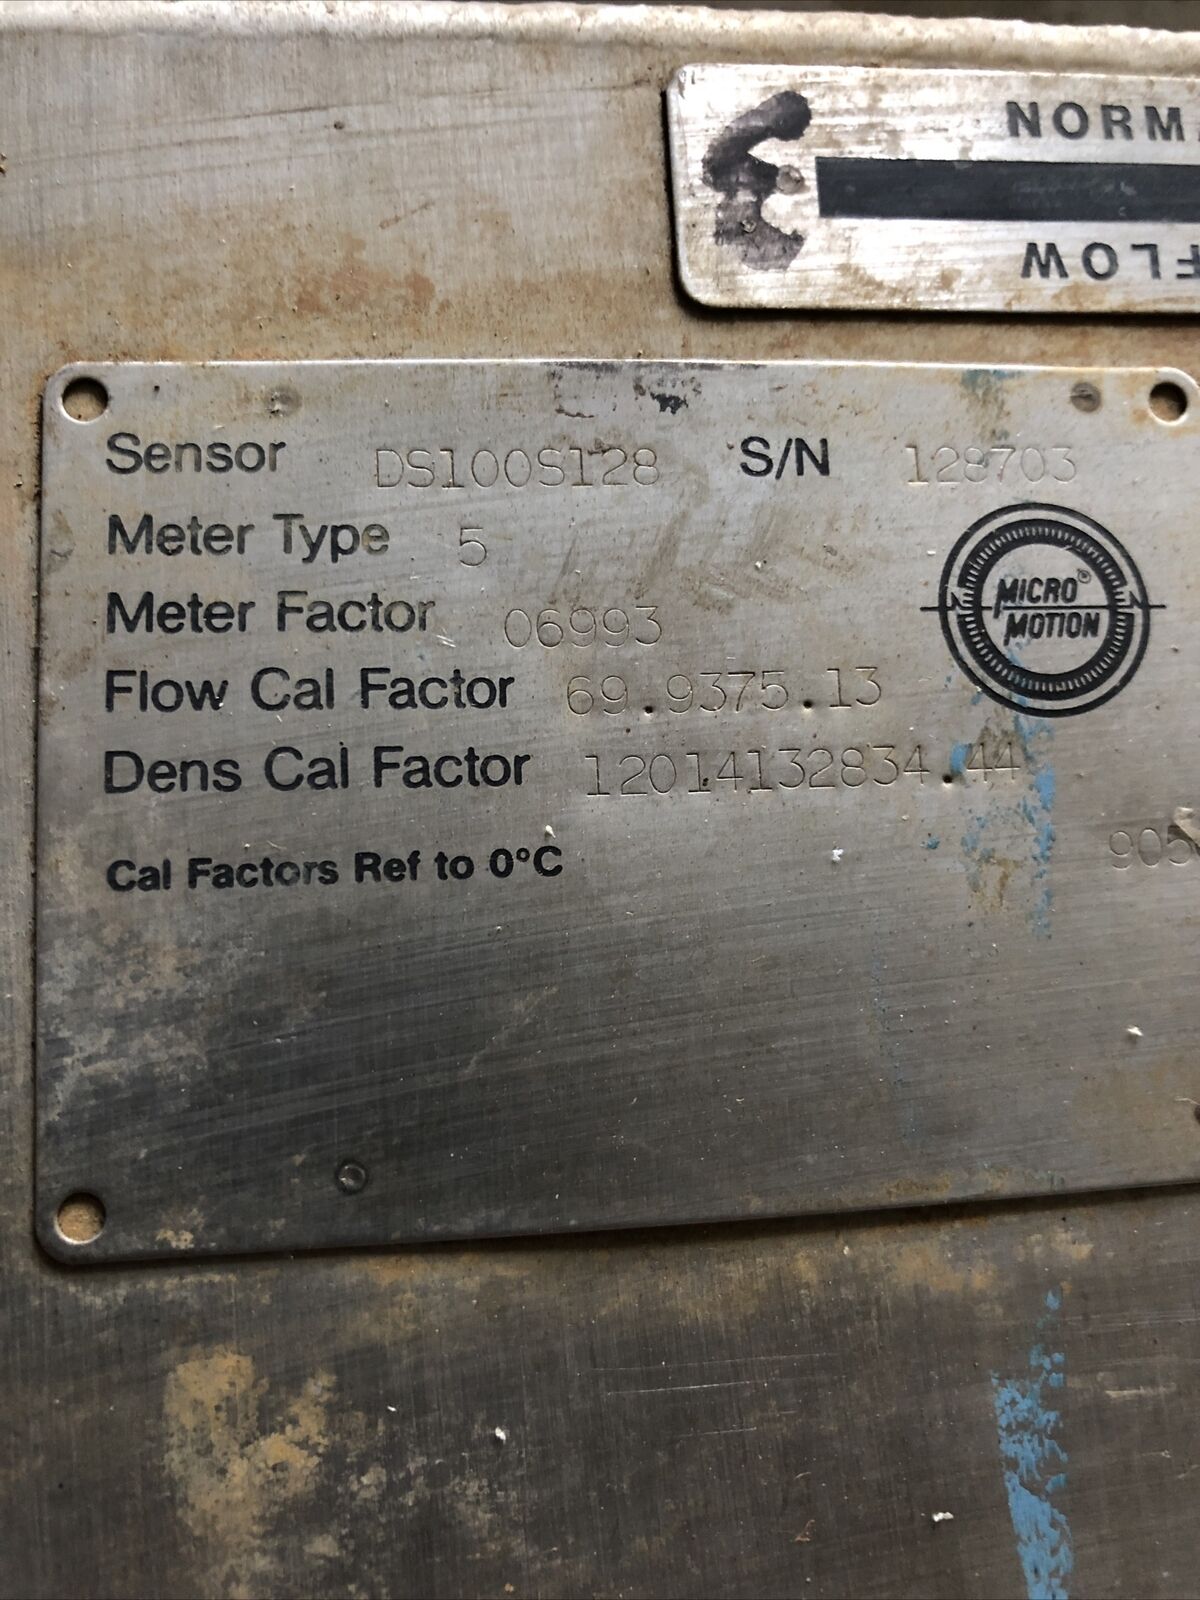 NORM
FLOW
Sensor DS100S128 S/N 128703
Meter Type 5
Meter Factor 06993
Flow Cal Factor 69.9375.13
MICRO®
MOTION
Dens Cal Factor 12014132834.44
Cal Factors Ref to 0°C
905